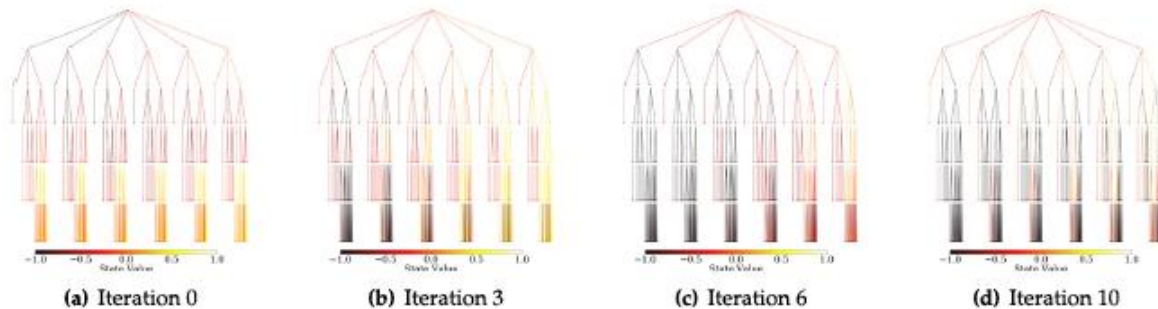 −1.0 −0.5 0.0 0.5 1.0 −1.0 −0.5 0.0 0.5 1.0 −1.0 −0.5 0.0 0.5 1.0 −1.0 −0.5 0.0 0.5 1.0
State Value State Value State Value State Value
(a) Iteration 0 (b) Iteration 3 (c) Iteration 6 (d) Iteration 10